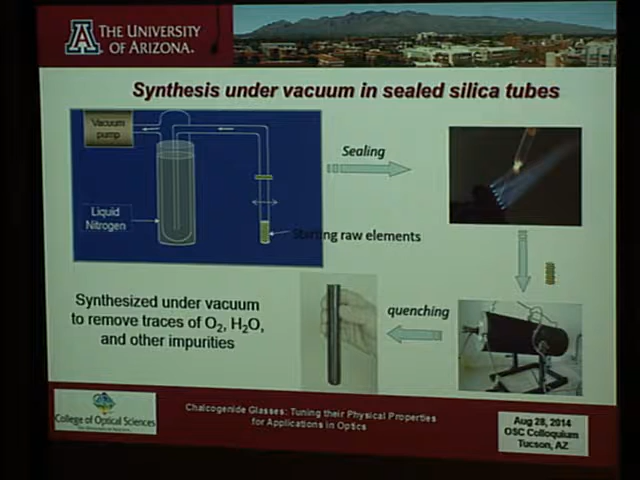 THE UNIVERSITY
OF ARIZONA.
Synthesis under vacuum in sealed silica tubes
Vacuum
pump
Liquid
Nitrogen
Starting raw elements
Sealing
quenching
Synthesized under vacuum
to remove traces of O2, H2O,
and other impurities
College of Optical Sciences
Chalcogenide Glasses: Tuning their Physical Properties
for Applications in Optics
Aug 28, 2014
OSC Colloquium
Tucson, AZ